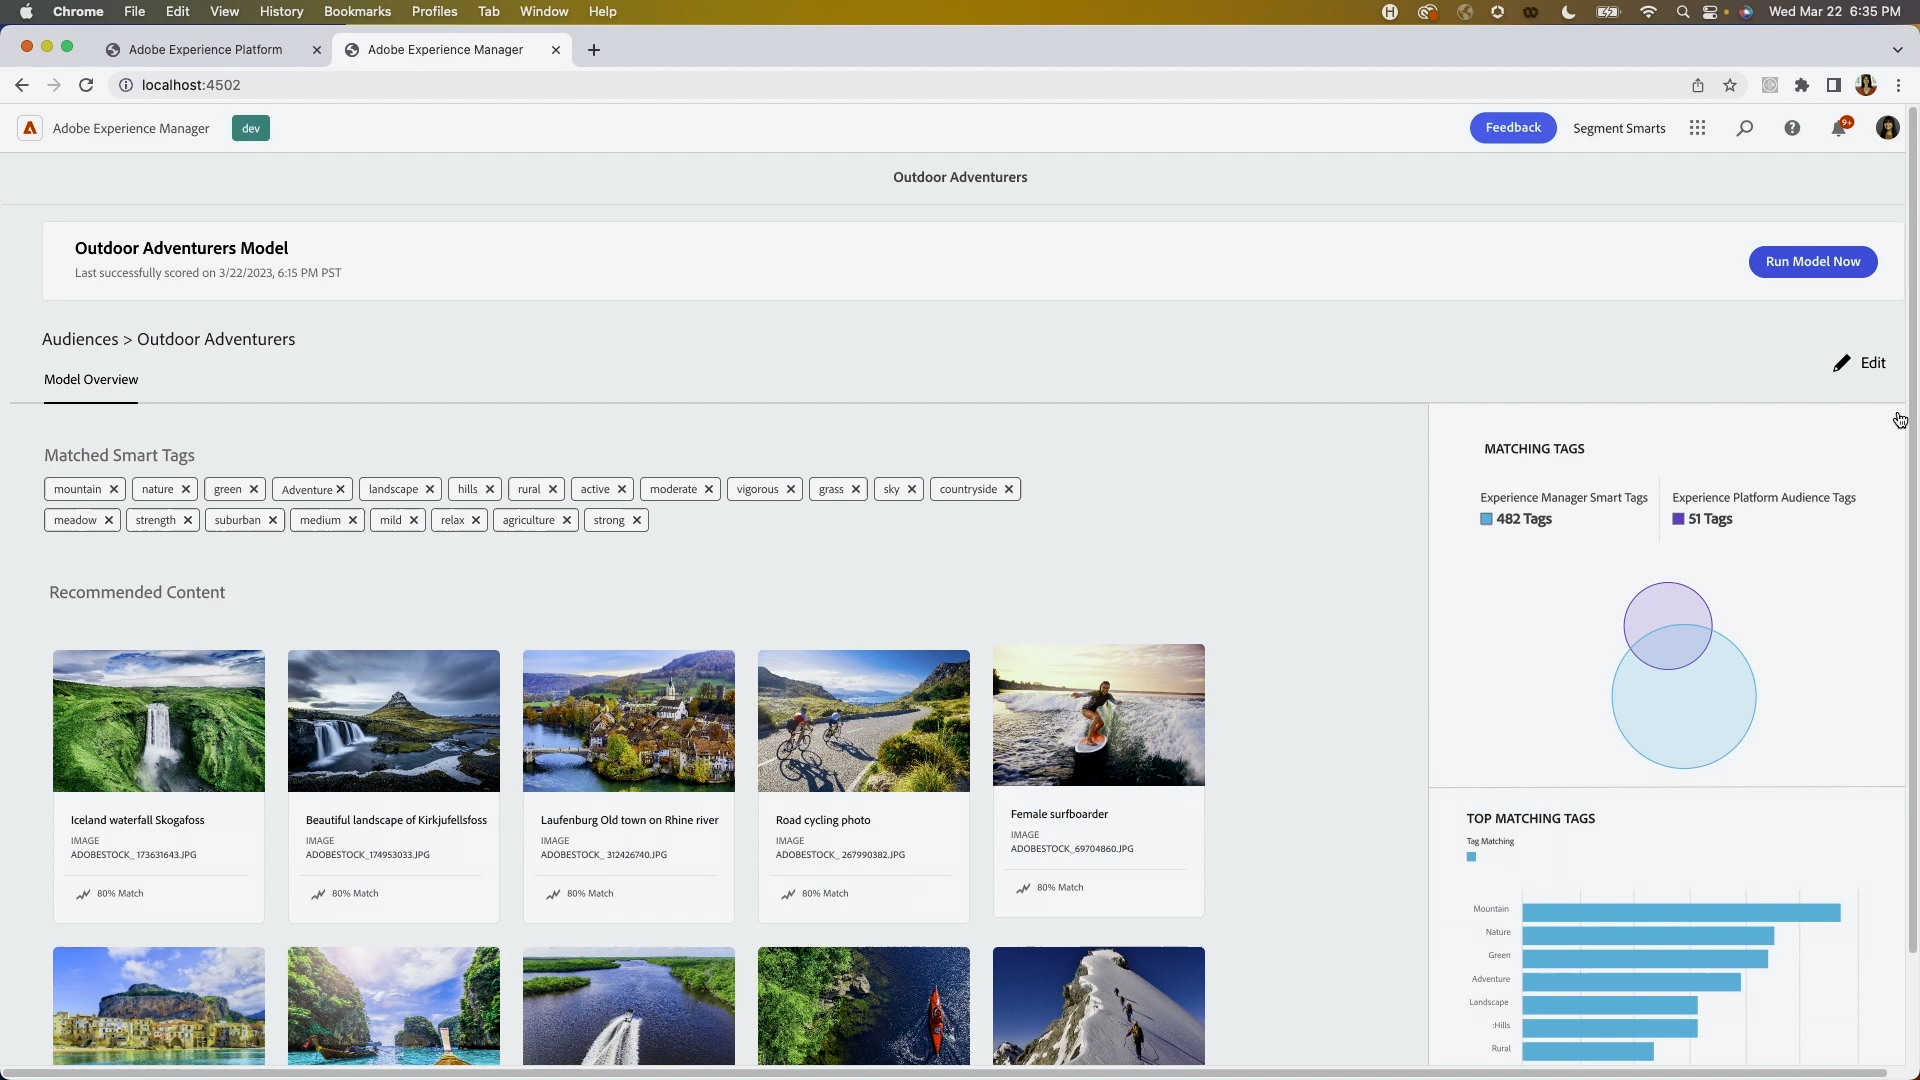 Chrome File Edit View History Bookmarks Profiles Tab Window Help Wed Mar 22 6:35 PM
Adobe Experience Platform Adobe Experience Manager
localhost:4502
Adobe Experience Manager dev Feedback Segment Smarts 9+
Outdoor Adventurers
Outdoor Adventurers Model
Last successfully scored on 3/22/2023, 6:15 PM PST
Run Model Now
Audiences > Outdoor Adventurers
Edit
Model Overview
Matched Smart Tags
mountain nature green Adventure landscape hills rural active moderate vigorous grass sky countryside
meadow strength suburban medium mild relax agriculture strong
Recommended Content
Iceland waterfall Skogafoss
IMAGE
ADOBESTOCK_ 173631643.JPG
80% Match
Beautiful landscape of Kirkjufellsfoss
IMAGE
ADOBESTOCK_174953033.JPG
80% Match
Laufenburg Old town on Rhine river
IMAGE
ADOBESTOCK_ 312426740.JPG
80% Match
Road cycling photo
IMAGE
ADOBESTOCK_ 267990382.JPG
80% Match
Female surfboarder
IMAGE
ADOBESTOCK_69704860.JPG
80% Match
MATCHING TAGS
Experience Manager Smart Tags
482 Tags
Experience Platform Audience Tags
51 Tags
TOP MATCHING TAGS
Tag Matching
Mountain
Nature
Green
Adventure
Landscape
:Hills
Rural